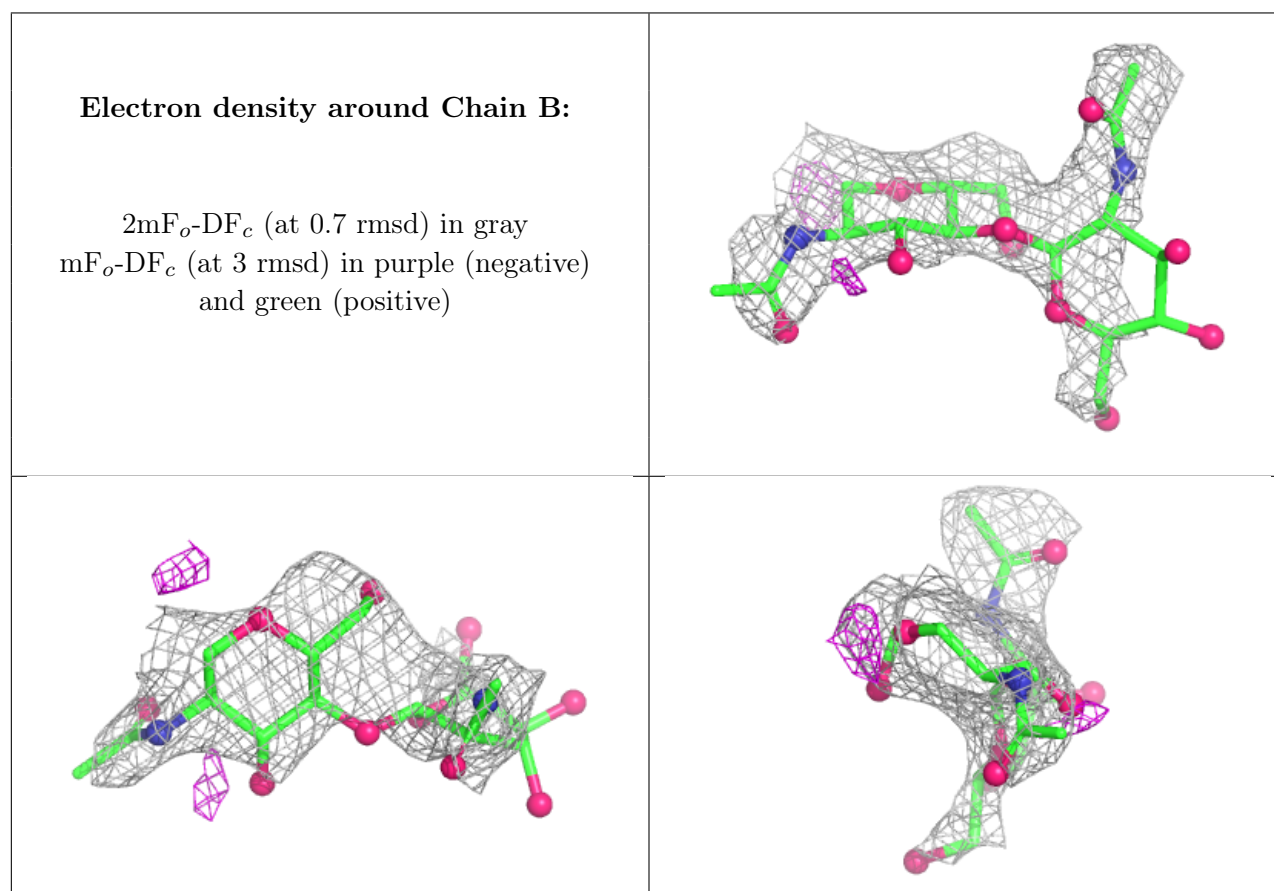 Electron density around Chain B:
2mFₒ-DF𝒸 (at 0.7 rmsd) in gray
mFₒ-DF𝒸 (at 3 rmsd) in purple (negative)
and green (positive)